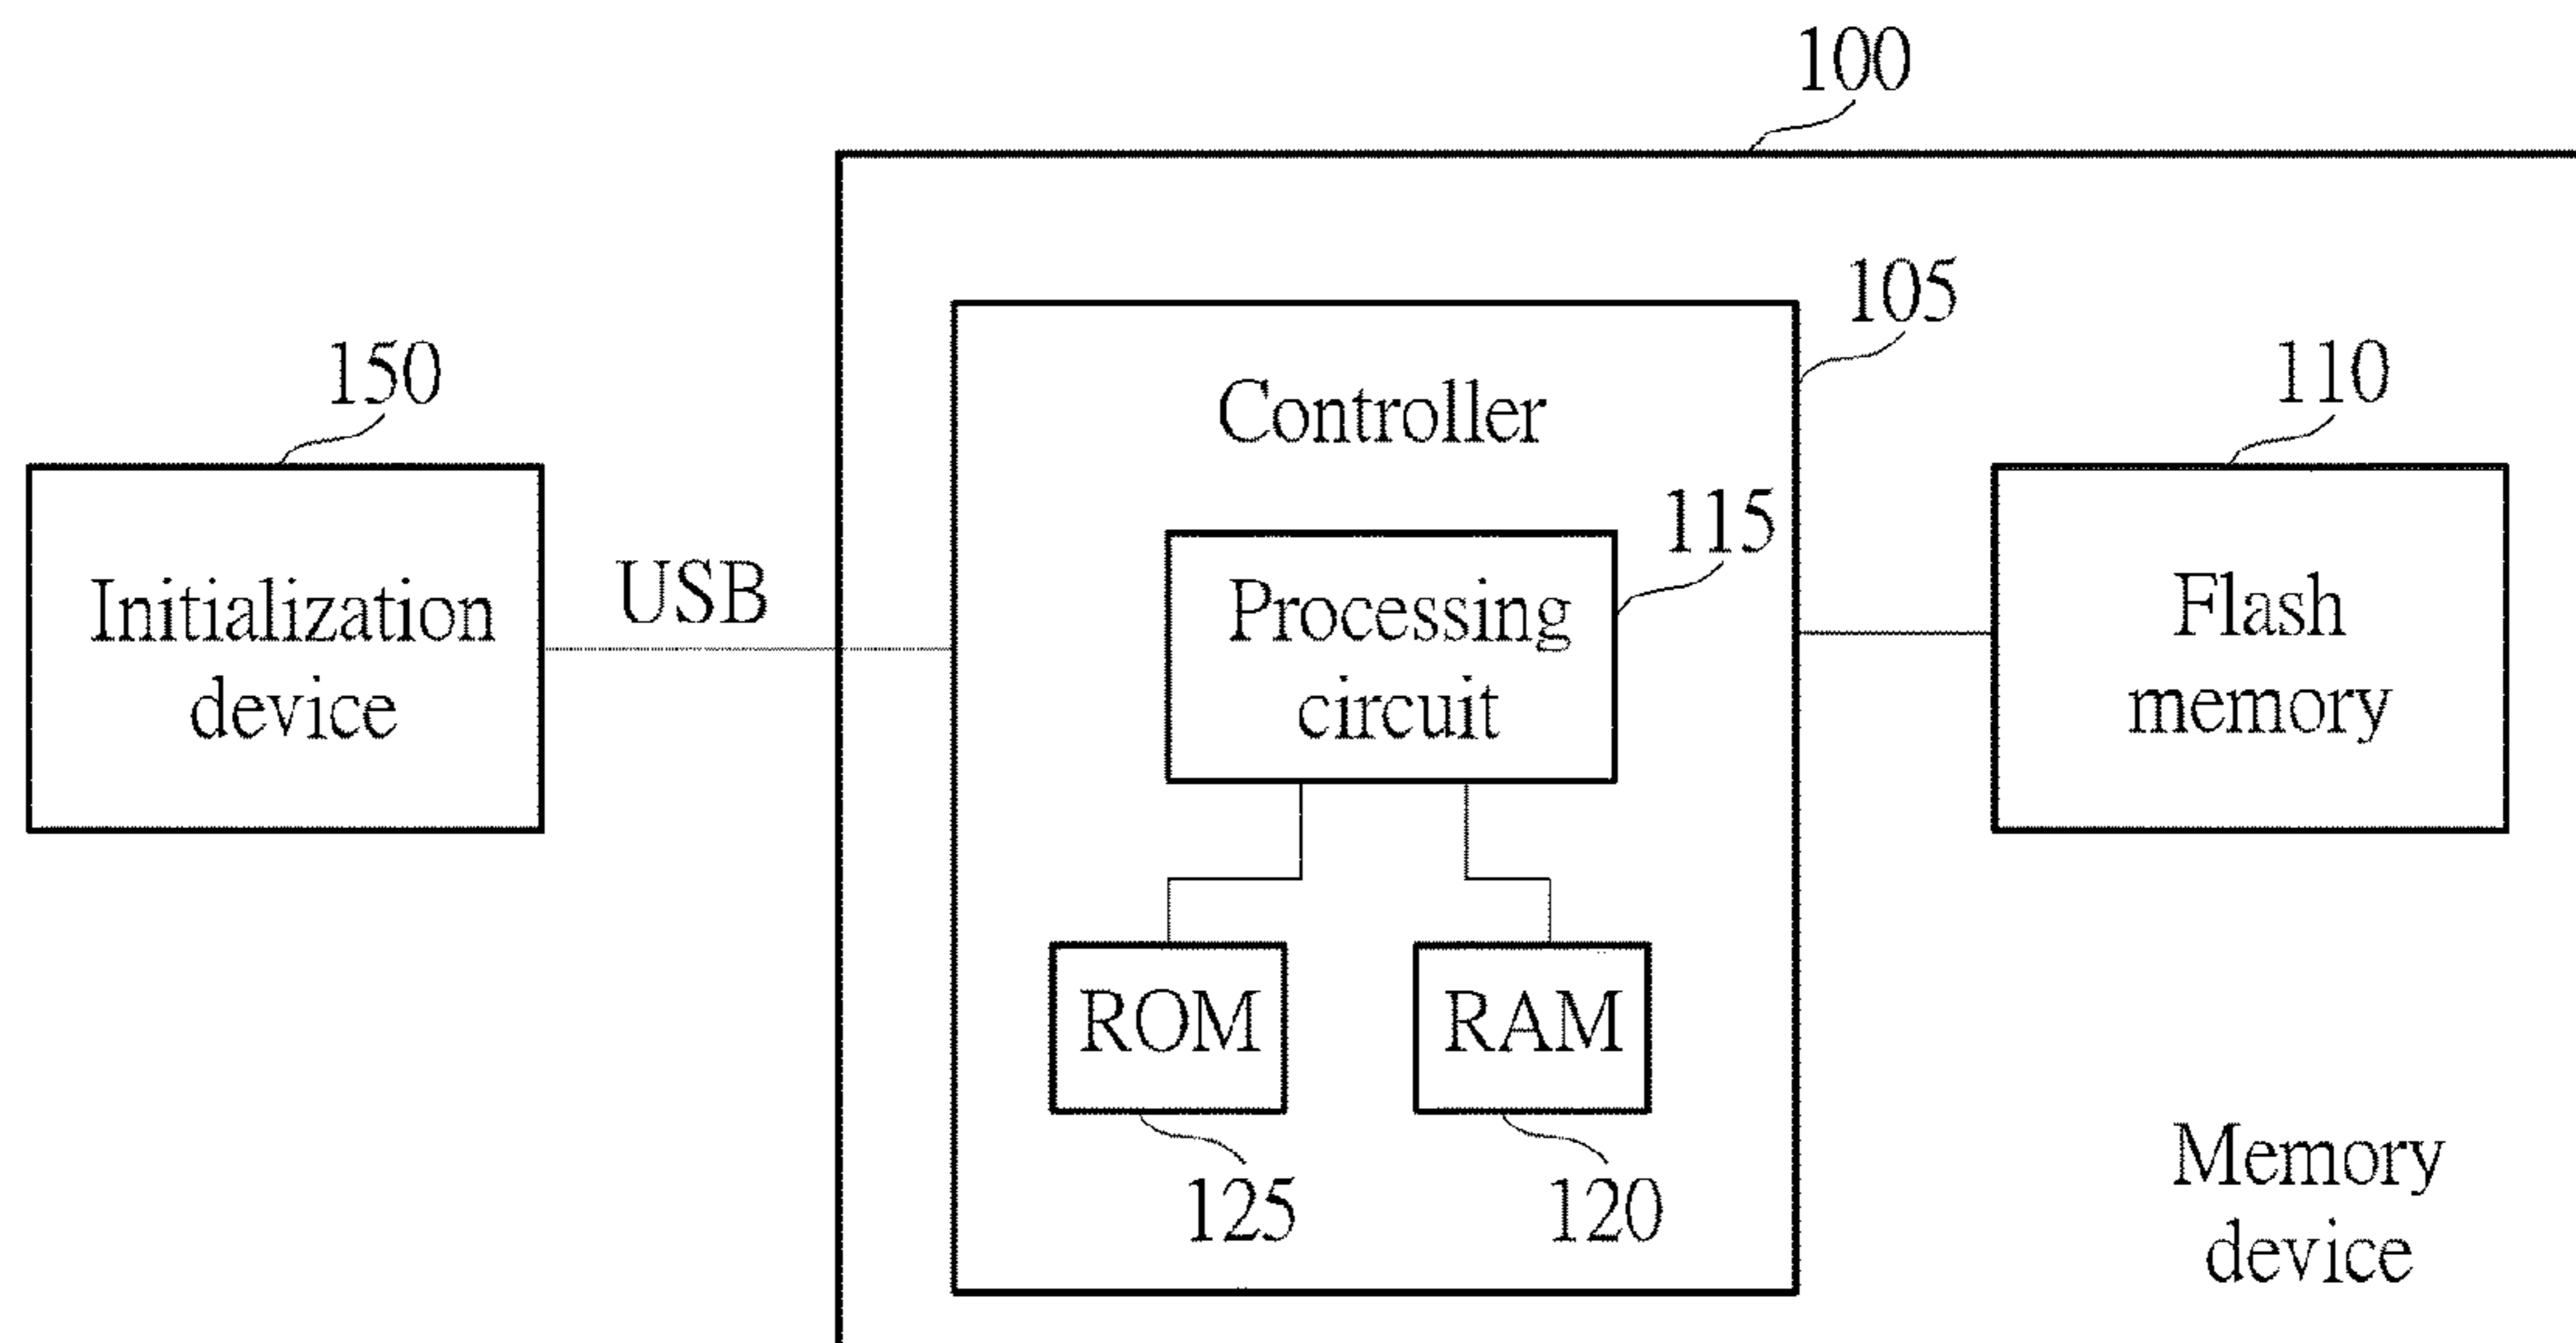 100
105
150
110
Controller
115
Initialization
device
USB
Processing
circuit
Flash
memory
ROM
RAM
125
120
Memory
device